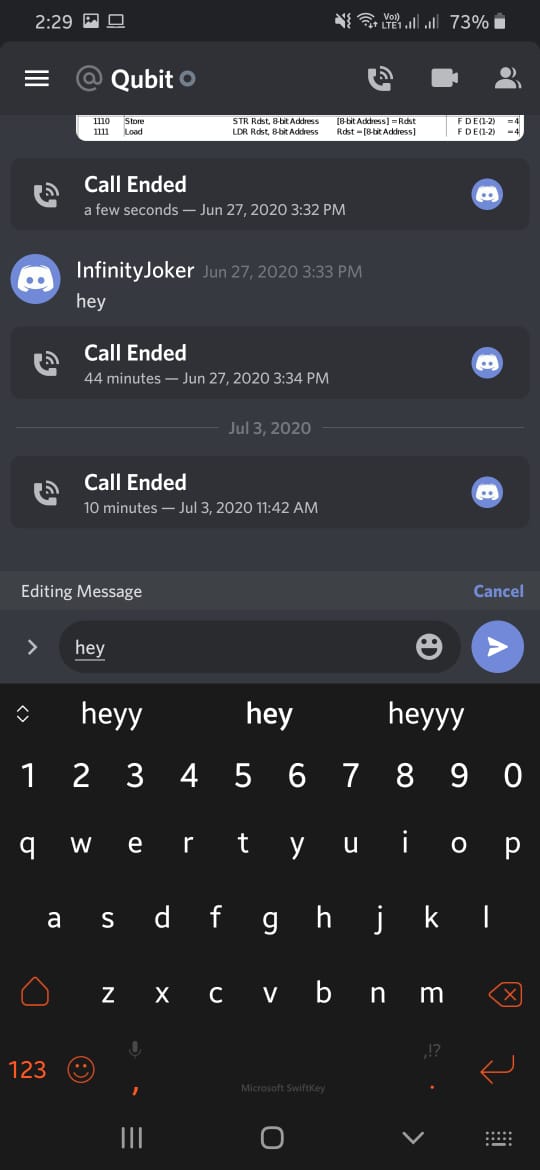 2:29 Vo)) LTE1 73%
@ Qubit
1110 Store STR Rdst, 8-bit Address [8-bit Address] = Rdst F D E(1-2) =4
1111 Load LDR Rdst, 8-bit Address Rdst = [8-bit Address] F D E(1-2) =4
Call Ended
a few seconds — Jun 27, 2020 3:32 PM
InfinityJoker Jun 27, 2020 3:33 PM
hey
Call Ended
44 minutes — Jun 27, 2020 3:34 PM
Jul 3, 2020
Call Ended
10 minutes — Jul 3, 2020 11:42 AM
Editing Message Cancel
hey
heyy hey heyyy
1 2 3 4 5 6 7 8 9 0
q w e r t y u i o p
a s d f g h j k l
z x c v b n m
,!?
123 , .
Microsoft SwiftKey